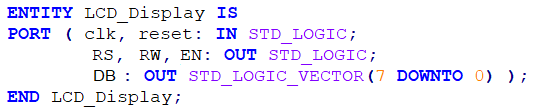 ENTITY LCD_Display IS
PORT ( clk, reset: IN STD_LOGIC;
RS, RW, EN: OUT STD_LOGIC;
DB : OUT STD_LOGIC_VECTOR(7 DOWNTO 0) );
END LCD_Display;